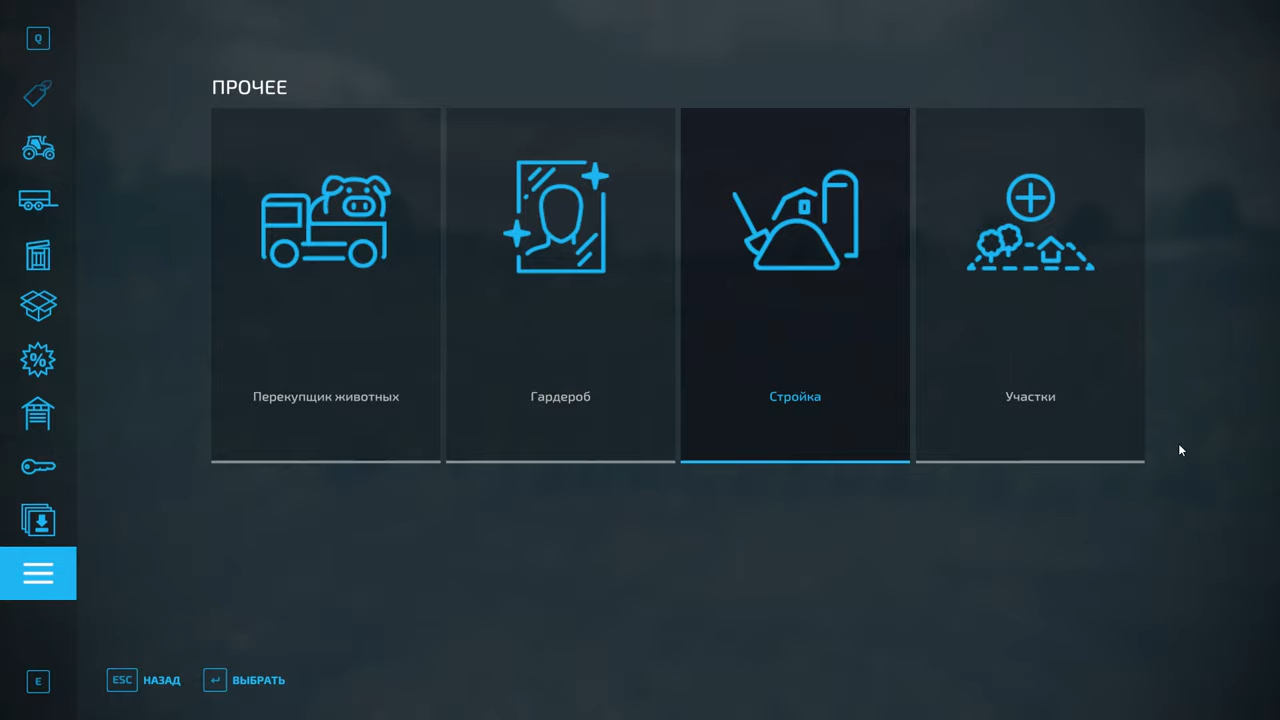 Q
ПРОЧЕЕ
%
Перекупщик животных
Гардероб
Стройка
Участки
E
ESC НАЗАД ВЫБРАТЬ